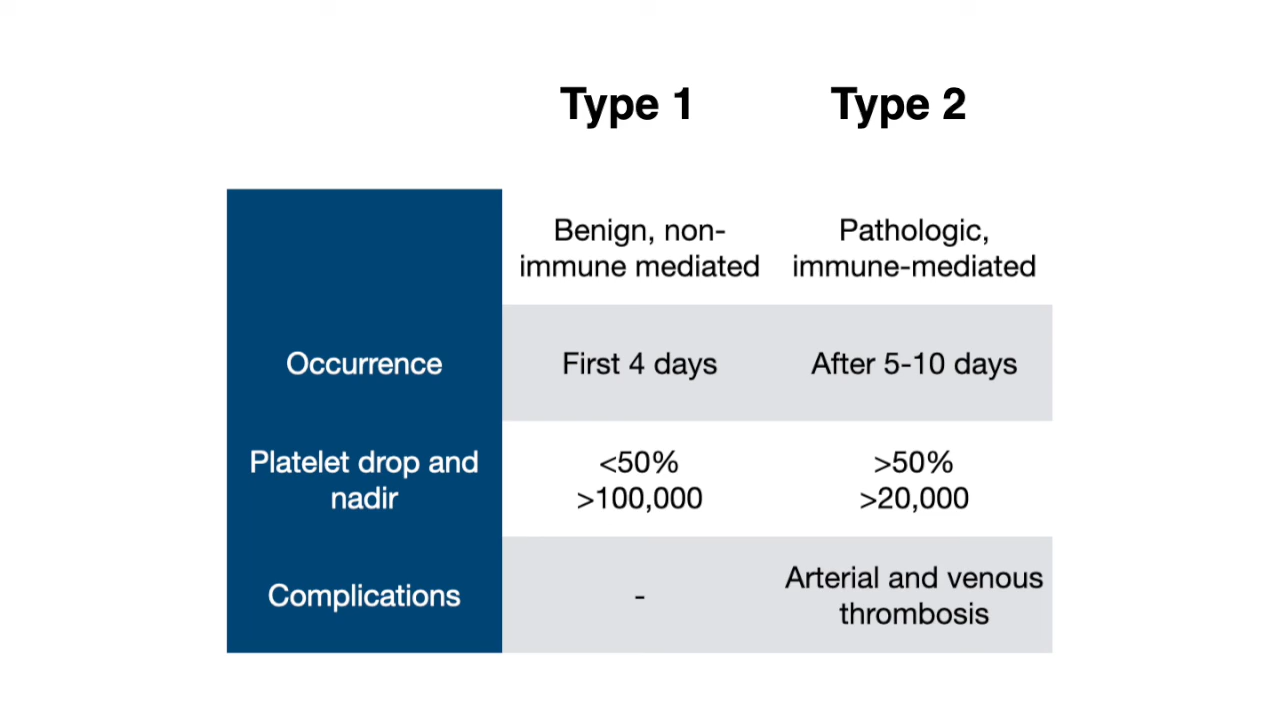 Type 1 Type 2
Benign, non- Pathologic,
immune mediated immune-mediated
Occurrence First 4 days After 5-10 days
Platelet drop and <50% >50%
nadir >100,000 >20,000
Complications - Arterial and venous
thrombosis